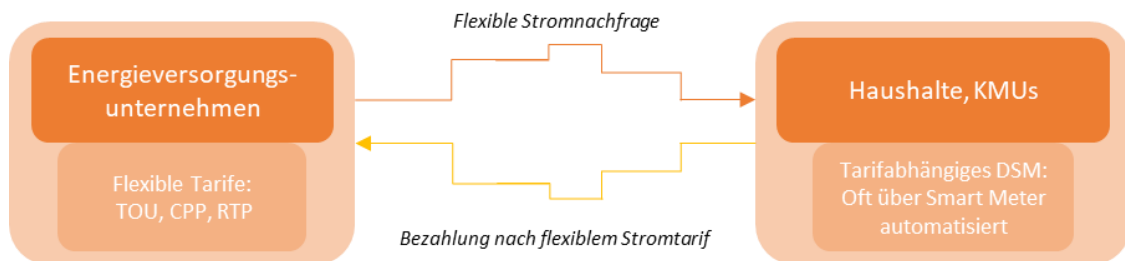 Flexible Stromnachfrage
Energieversorgungs-
unternehmen
Haushalte, KMUs
Flexible Tarife:
TOU, CPP, RTP
Tarifabhängiges DSM:
Oft über Smart Meter
automatisiert
Bezahlung nach flexiblem Stromtarif